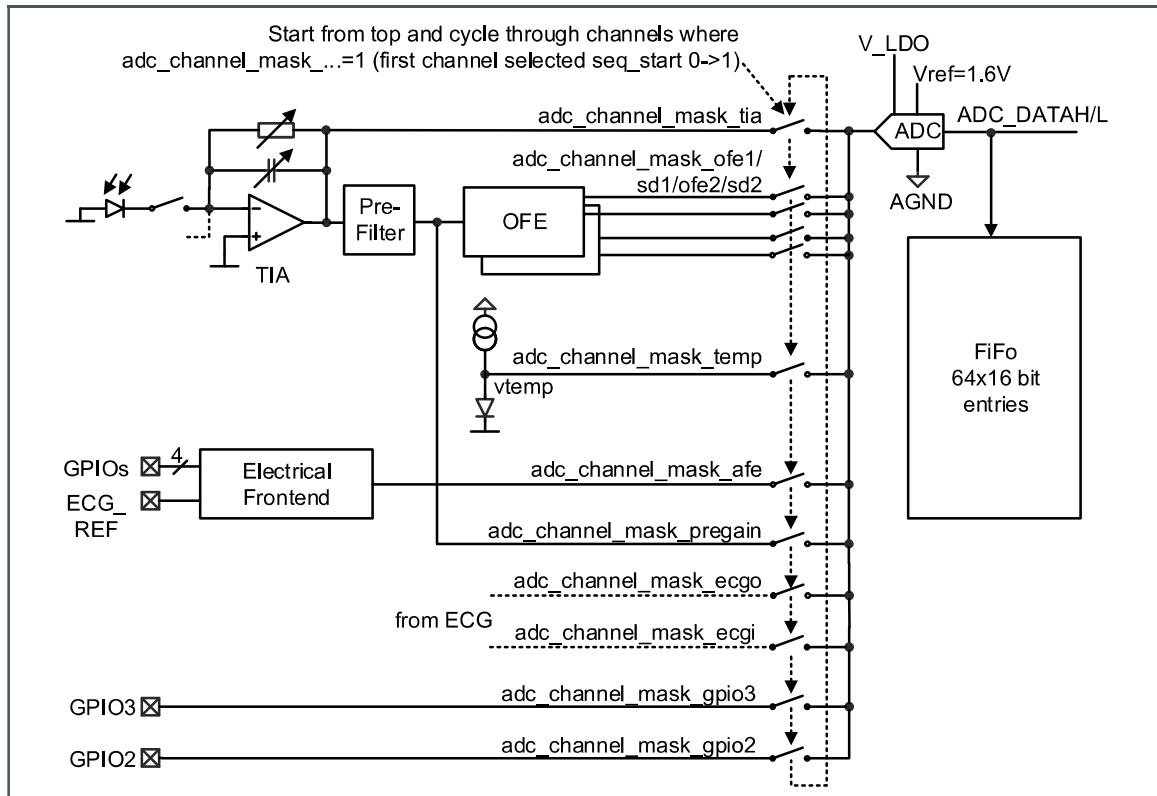 Start from top and cycle through channels where
adc_channel_mask_...=1 (first channel selected seq_start 0->1)
V_LDO
Vref=1.6V
adc_channel_mask_tia
ADC
ADC_DATAH/L
adc_channel_mask_ofe1/
sd1/ofe2/sd2
AGND
Pre-
Filter
OFE
TIA
adc_channel_mask_temp
vtemp
FiFo
64x16 bit
entries
GPIOs
4
Electrical
Frontend
adc_channel_mask_afe
ECG_
REF
adc_channel_mask_pregain
adc_channel_mask_ecgo
from ECG
adc_channel_mask_ecgi
GPIO3
adc_channel_mask_gpio3
GPIO2
adc_channel_mask_gpio2